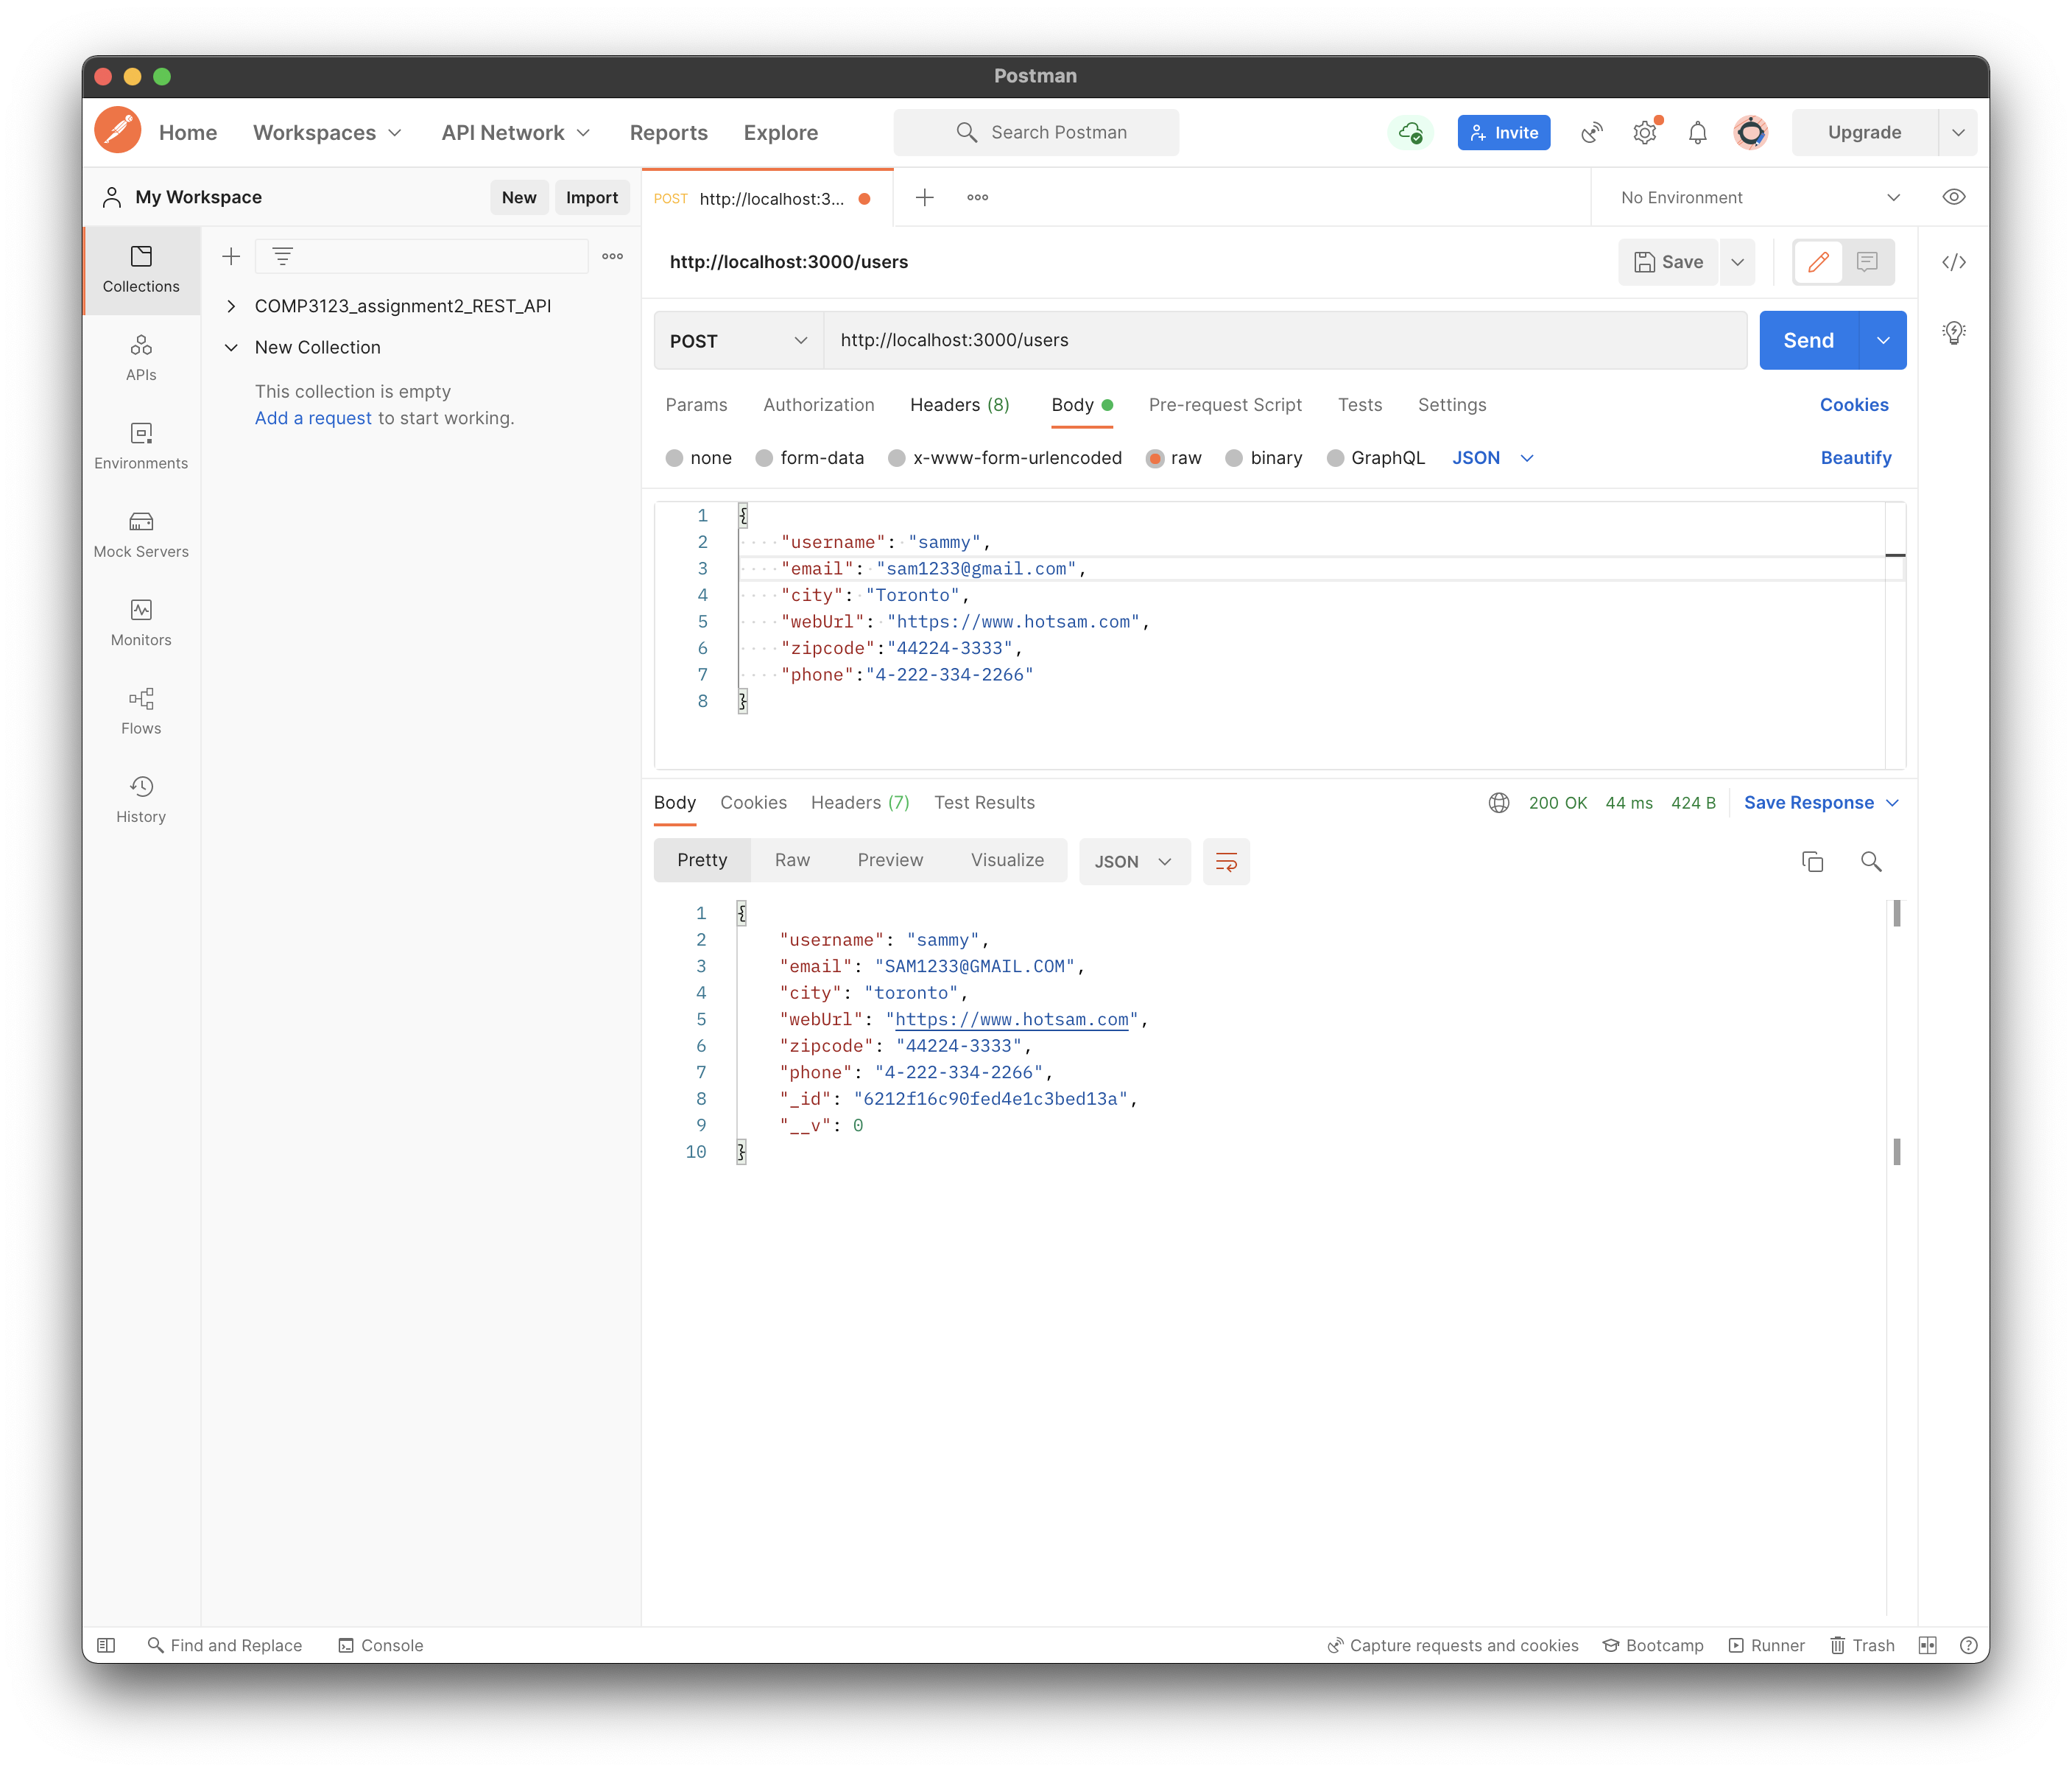 Postman
Home Workspaces API Network Reports Explore Search Postman Invite Upgrade
My Workspace New Import POST http://localhost:3... No Environment
Collections
APIs
Environments
Mock Servers
Monitors
Flows
History
COMP3123_assignment2_REST_API
New Collection
This collection is empty
Add a request to start working.
http://localhost:3000/users Save
POST http://localhost:3000/users Send
Params Authorization Headers (8) Body Pre-request Script Tests Settings Cookies
none form-data x-www-form-urlencoded raw binary GraphQL JSON Beautify
1 {
2 "username": "sammy",
3 "email": "sam1233@gmail.com",
4 "city": "Toronto",
5 "webUrl": "https://www.hotsam.com",
6 "zipcode":"44224-3333",
7 "phone":"4-222-334-2266"
8 }
Body Cookies Headers (7) Test Results 200 OK 44 ms 424 B Save Response
Pretty Raw Preview Visualize JSON
1 {
2 "username": "sammy",
3 "email": "SAM1233@GMAIL.COM",
4 "city": "toronto",
5 "webUrl": "https://www.hotsam.com",
6 "zipcode": "44224-3333",
7 "phone": "4-222-334-2266",
8 "_id": "6212f16c90fed4e1c3bed13a",
9 "__v": 0
10 }
Find and Replace Console Capture requests and cookies Bootcamp Runner Trash